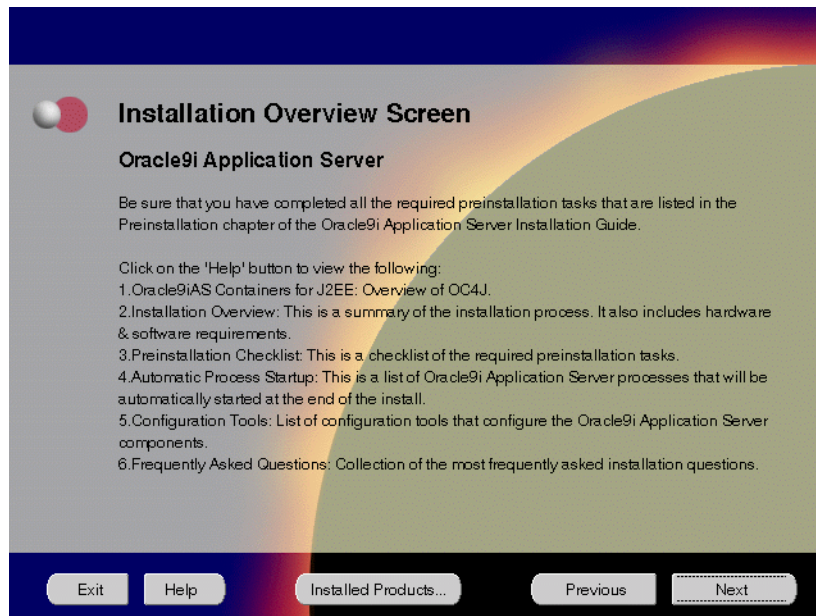 Installation Overview Screen
Oracle9i Application Server
Be sure that you have completed all the required preinstallation tasks that are listed in the
Preinstallation chapter of the Oracle9i Application Server Installation Guide.
Click on the 'Help' button to view the following:
1.Oracle9iAS Containers for J2EE: Overview of OC4J.
2.Installation Overview: This is a summary of the installation process. It also includes hardware
& software requirements.
3.Preinstallation Checklist: This is a checklist of the required preinstallation tasks.
4.Automatic Process Startup: This is a list of Oracle9i Application Server processes that will be
automatically started at the end of the install.
5.Configuration Tools: List of configuration tools that configure the Oracle9i Application Server
components.
6.Frequently Asked Questions: Collection of the most frequently asked installation questions.
Exit Help Installed Products... Previous Next